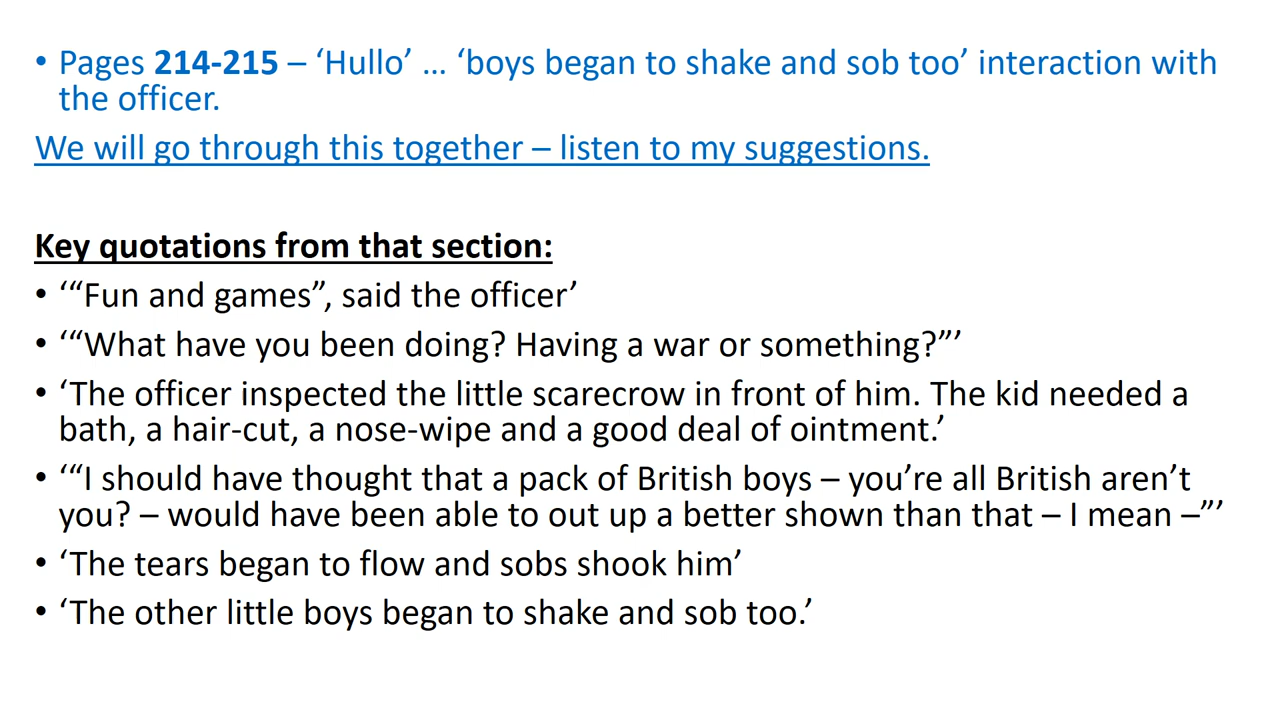 • Pages 214-215 – ‘Hullo’ … ‘boys began to shake and sob too’ interaction with
the officer.
We will go through this together – listen to my suggestions.
Key quotations from that section:
• ‘“Fun and games”, said the officer’
• ‘“What have you been doing? Having a war or something?”’
• ‘The officer inspected the little scarecrow in front of him. The kid needed a
bath, a hair-cut, a nose-wipe and a good deal of ointment.’
• ‘“I should have thought that a pack of British boys – you’re all British aren’t
you? – would have been able to out up a better shown than that – I mean –”’
• ‘The tears began to flow and sobs shook him’
• ‘The other little boys began to shake and sob too.’